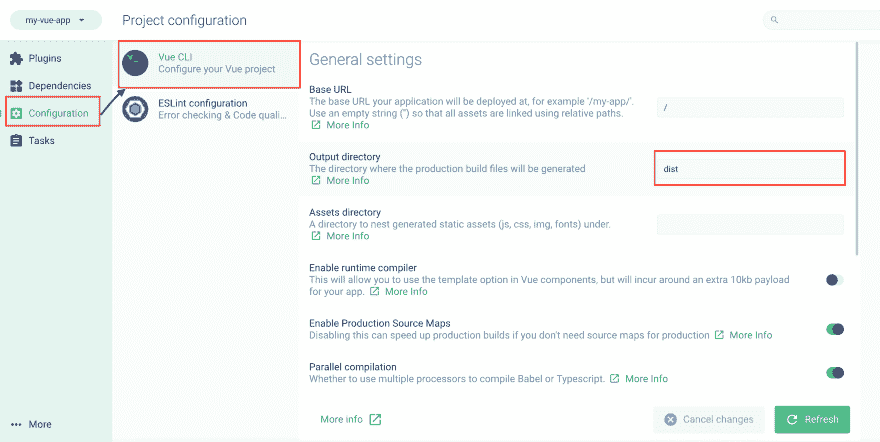 my-vue-app
Project configuration
Plugins
Dependencies
Configuration
Tasks
More
Vue CLI
Configure your Vue project
ESLint configuration
Error checking & Code quali...
General settings
Base URL
The base URL your application will be deployed at, for example '/my-app/'.
Use an empty string ('') so that all assets are linked using relative paths.
More Info
/
Output directory
The directory where the production build files will be generated
More Info
dist
Assets directory
A directory to nest generated static assets (js, css, img, fonts) under.
More Info
Enable runtime compiler
This will allow you to use the template option in Vue components, but will incur around an extra 10kb payload
for your app. More Info
Enable Production Source Maps
Disabling this can speed up production builds if you don't need source maps for production More Info
Parallel compilation
Whether to use multiple processors to compile Babel or Typescript. More Info
More info
Cancel changes
Refresh